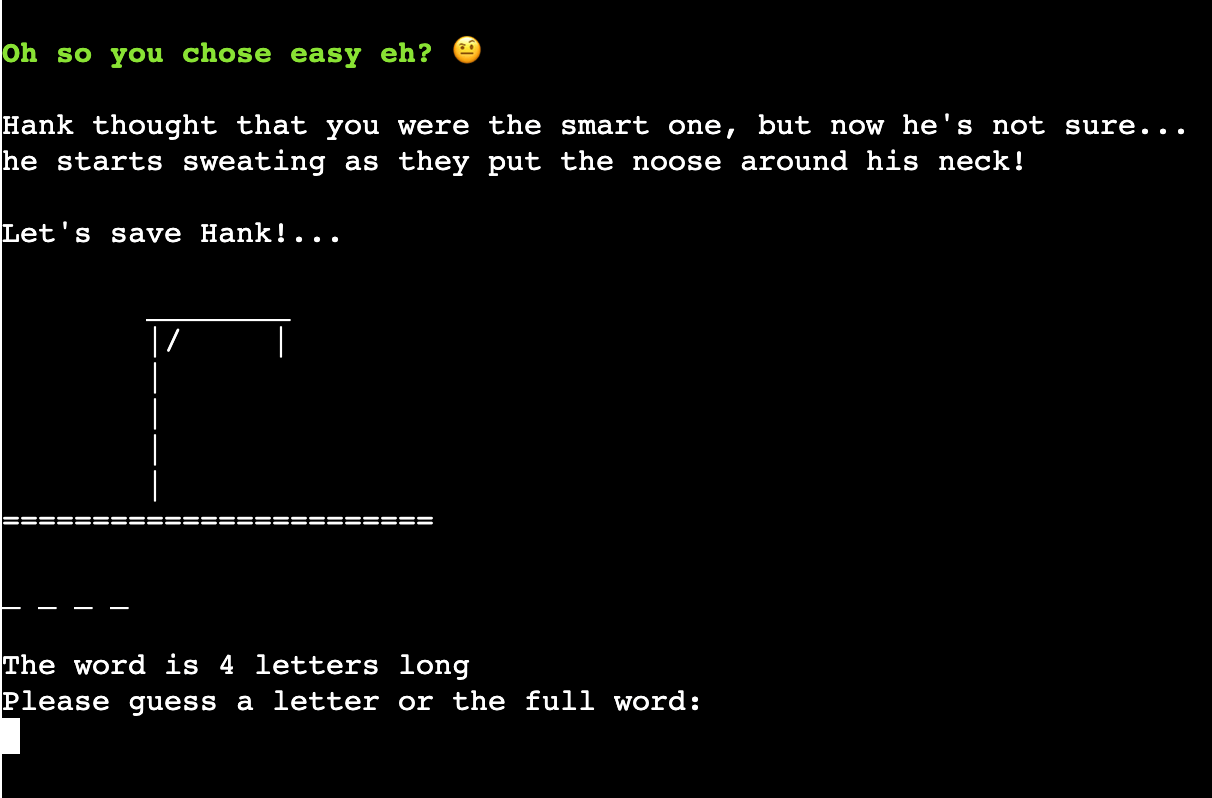 Oh so you chose easy eh? 🤨
Hank thought that you were the smart one, but now he's not sure...
he starts sweating as they put the noose around his neck!
Let's save Hank!...
________
|/      |
|
|
|
|
========================
_ _ _ _
The word is 4 letters long
Please guess a letter or the full word: